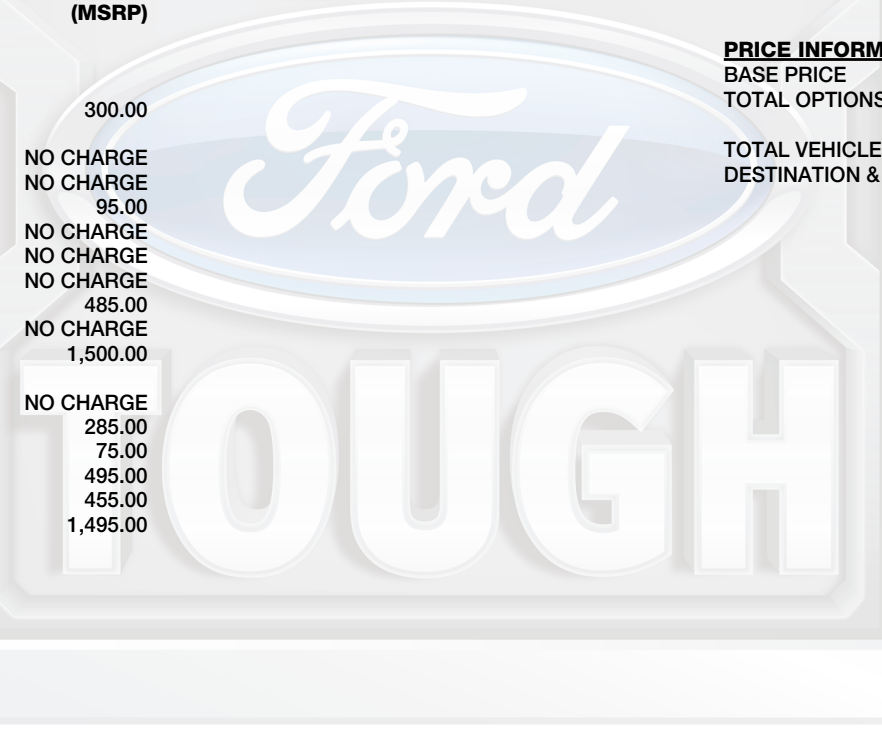 (MSRP)
300.00
NO CHARGE
NO CHARGE
95.00
NO CHARGE
NO CHARGE
NO CHARGE
485.00
NO CHARGE
1,500.00
NO CHARGE
285.00
75.00
495.00
455.00
1,495.00
PRICE INFORM
BASE PRICE
TOTAL OPTIONS
TOTAL VEHICLE
DESTINATION &
Ford
TOUGH